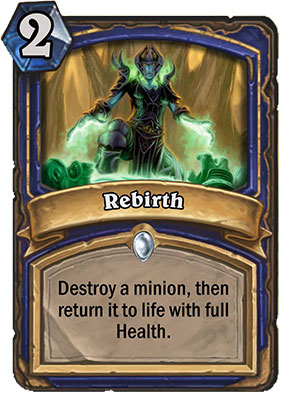 2
Rebirth
Destroy a minion, then
return it to life with full
Health.